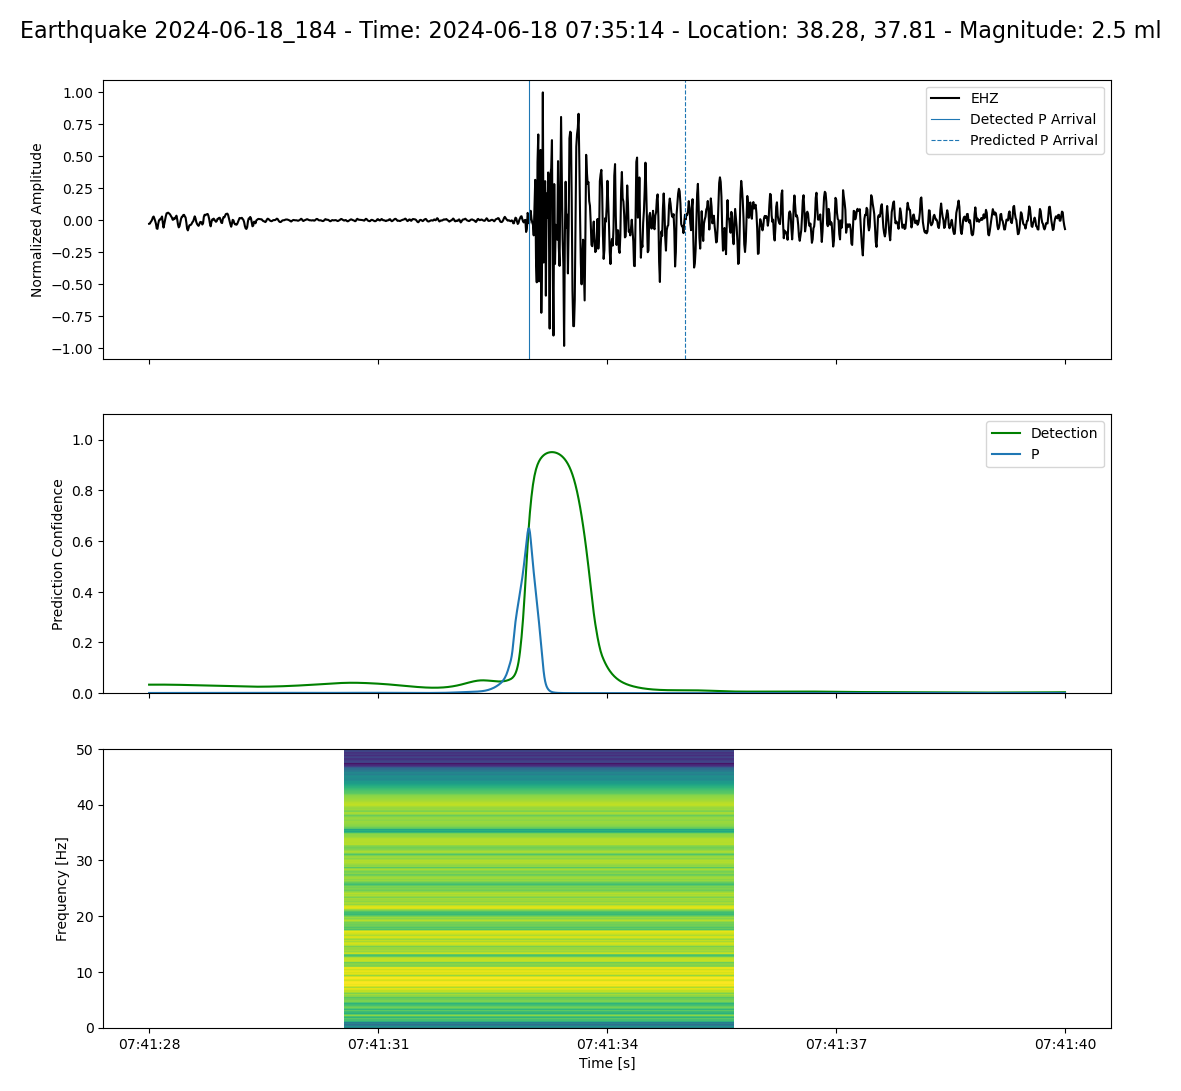 Earthquake 2024-06-18_184 - Time: 2024-06-18 07:35:14 - Location: 38.28, 37.81 - Magnitude: 2.5 ml
Normalized Amplitude
1.00
0.75
0.50
0.25
0.00
−0.25
−0.50
−0.75
−1.00
EHZ
Detected P Arrival
Predicted P Arrival
Prediction Confidence
1.0
0.8
0.6
0.4
0.2
0.0
Detection
P
Frequency [Hz]
50
40
30
20
10
0
07:41:28 07:41:31 07:41:34 07:41:37 07:41:40
Time [s]